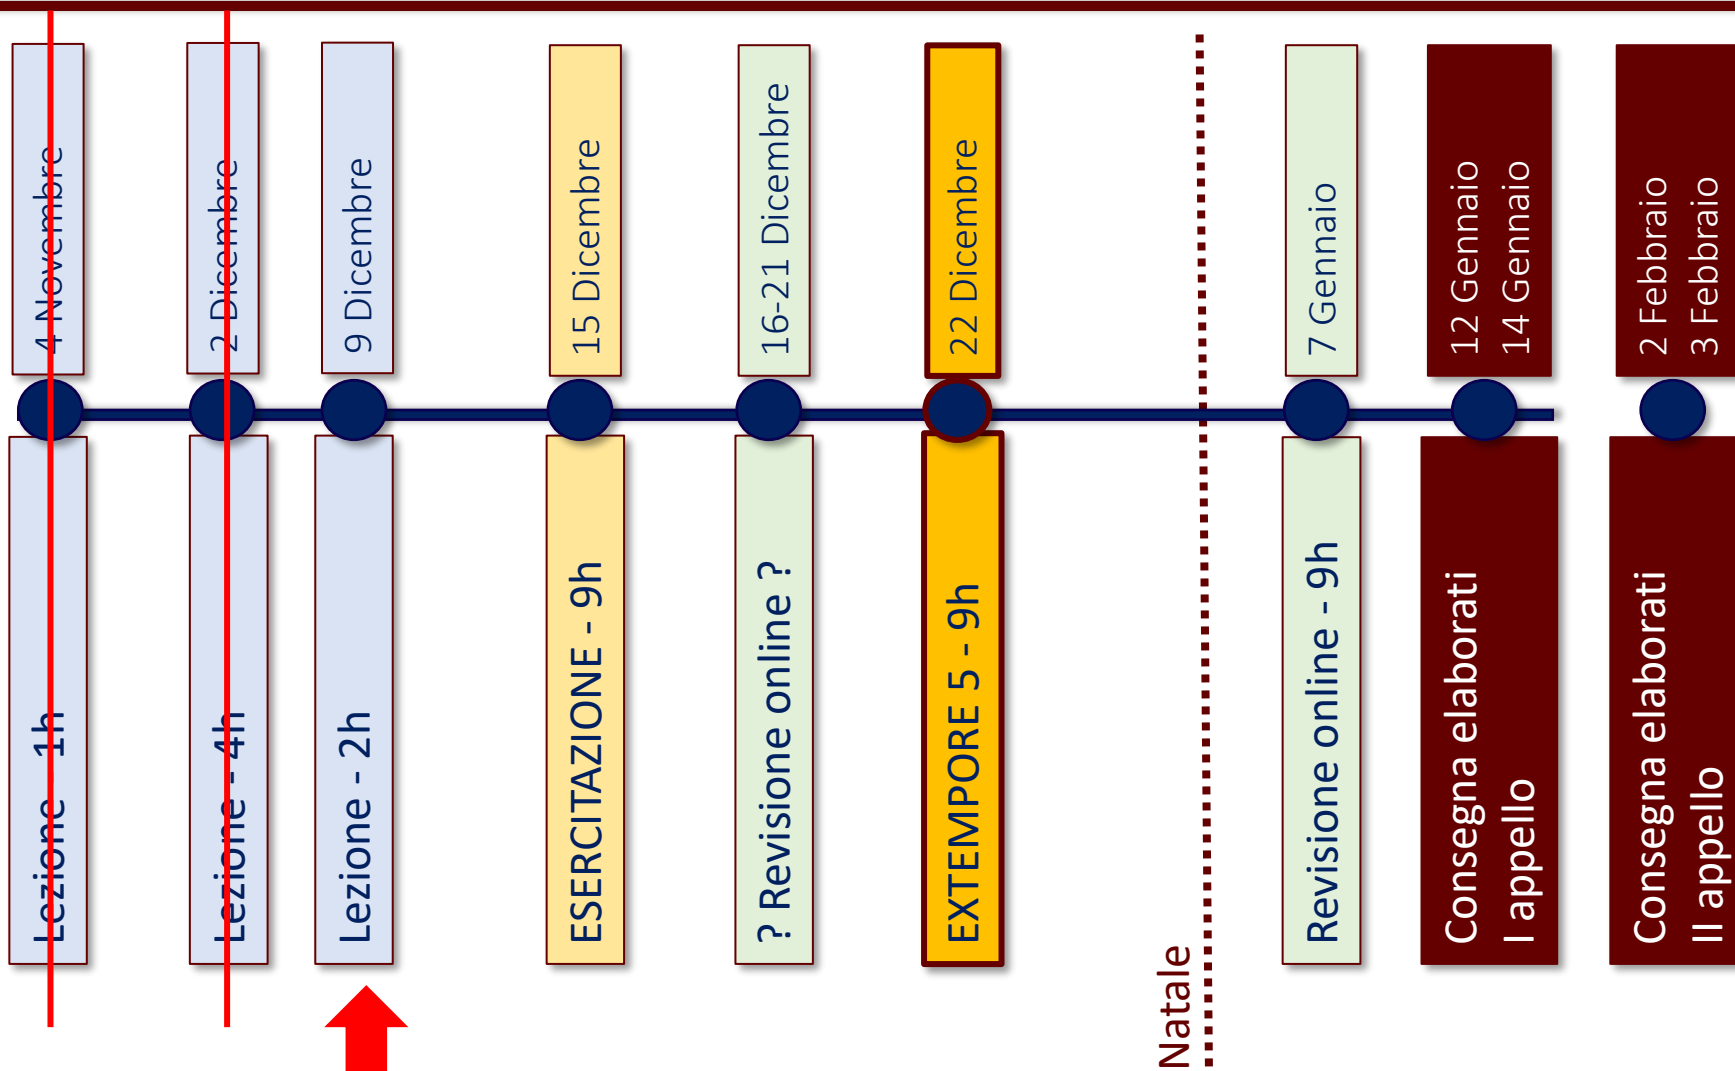 4 Novembre
2 Dicembre
9 Dicembre
15 Dicembre
16-21 Dicembre
22 Dicembre
7 Gennaio
12 Gennaio
14 Gennaio
2 Febbraio
3 Febbraio
Lezione - 1h
Lezione - 4h
Lezione - 2h
ESERCITAZIONE - 9h
? Revisione online ?
EXTEMPORE 5 - 9h
Natale
Revisione online - 9h
Consegna elaborati
I appello
Consegna elaborati
II appello